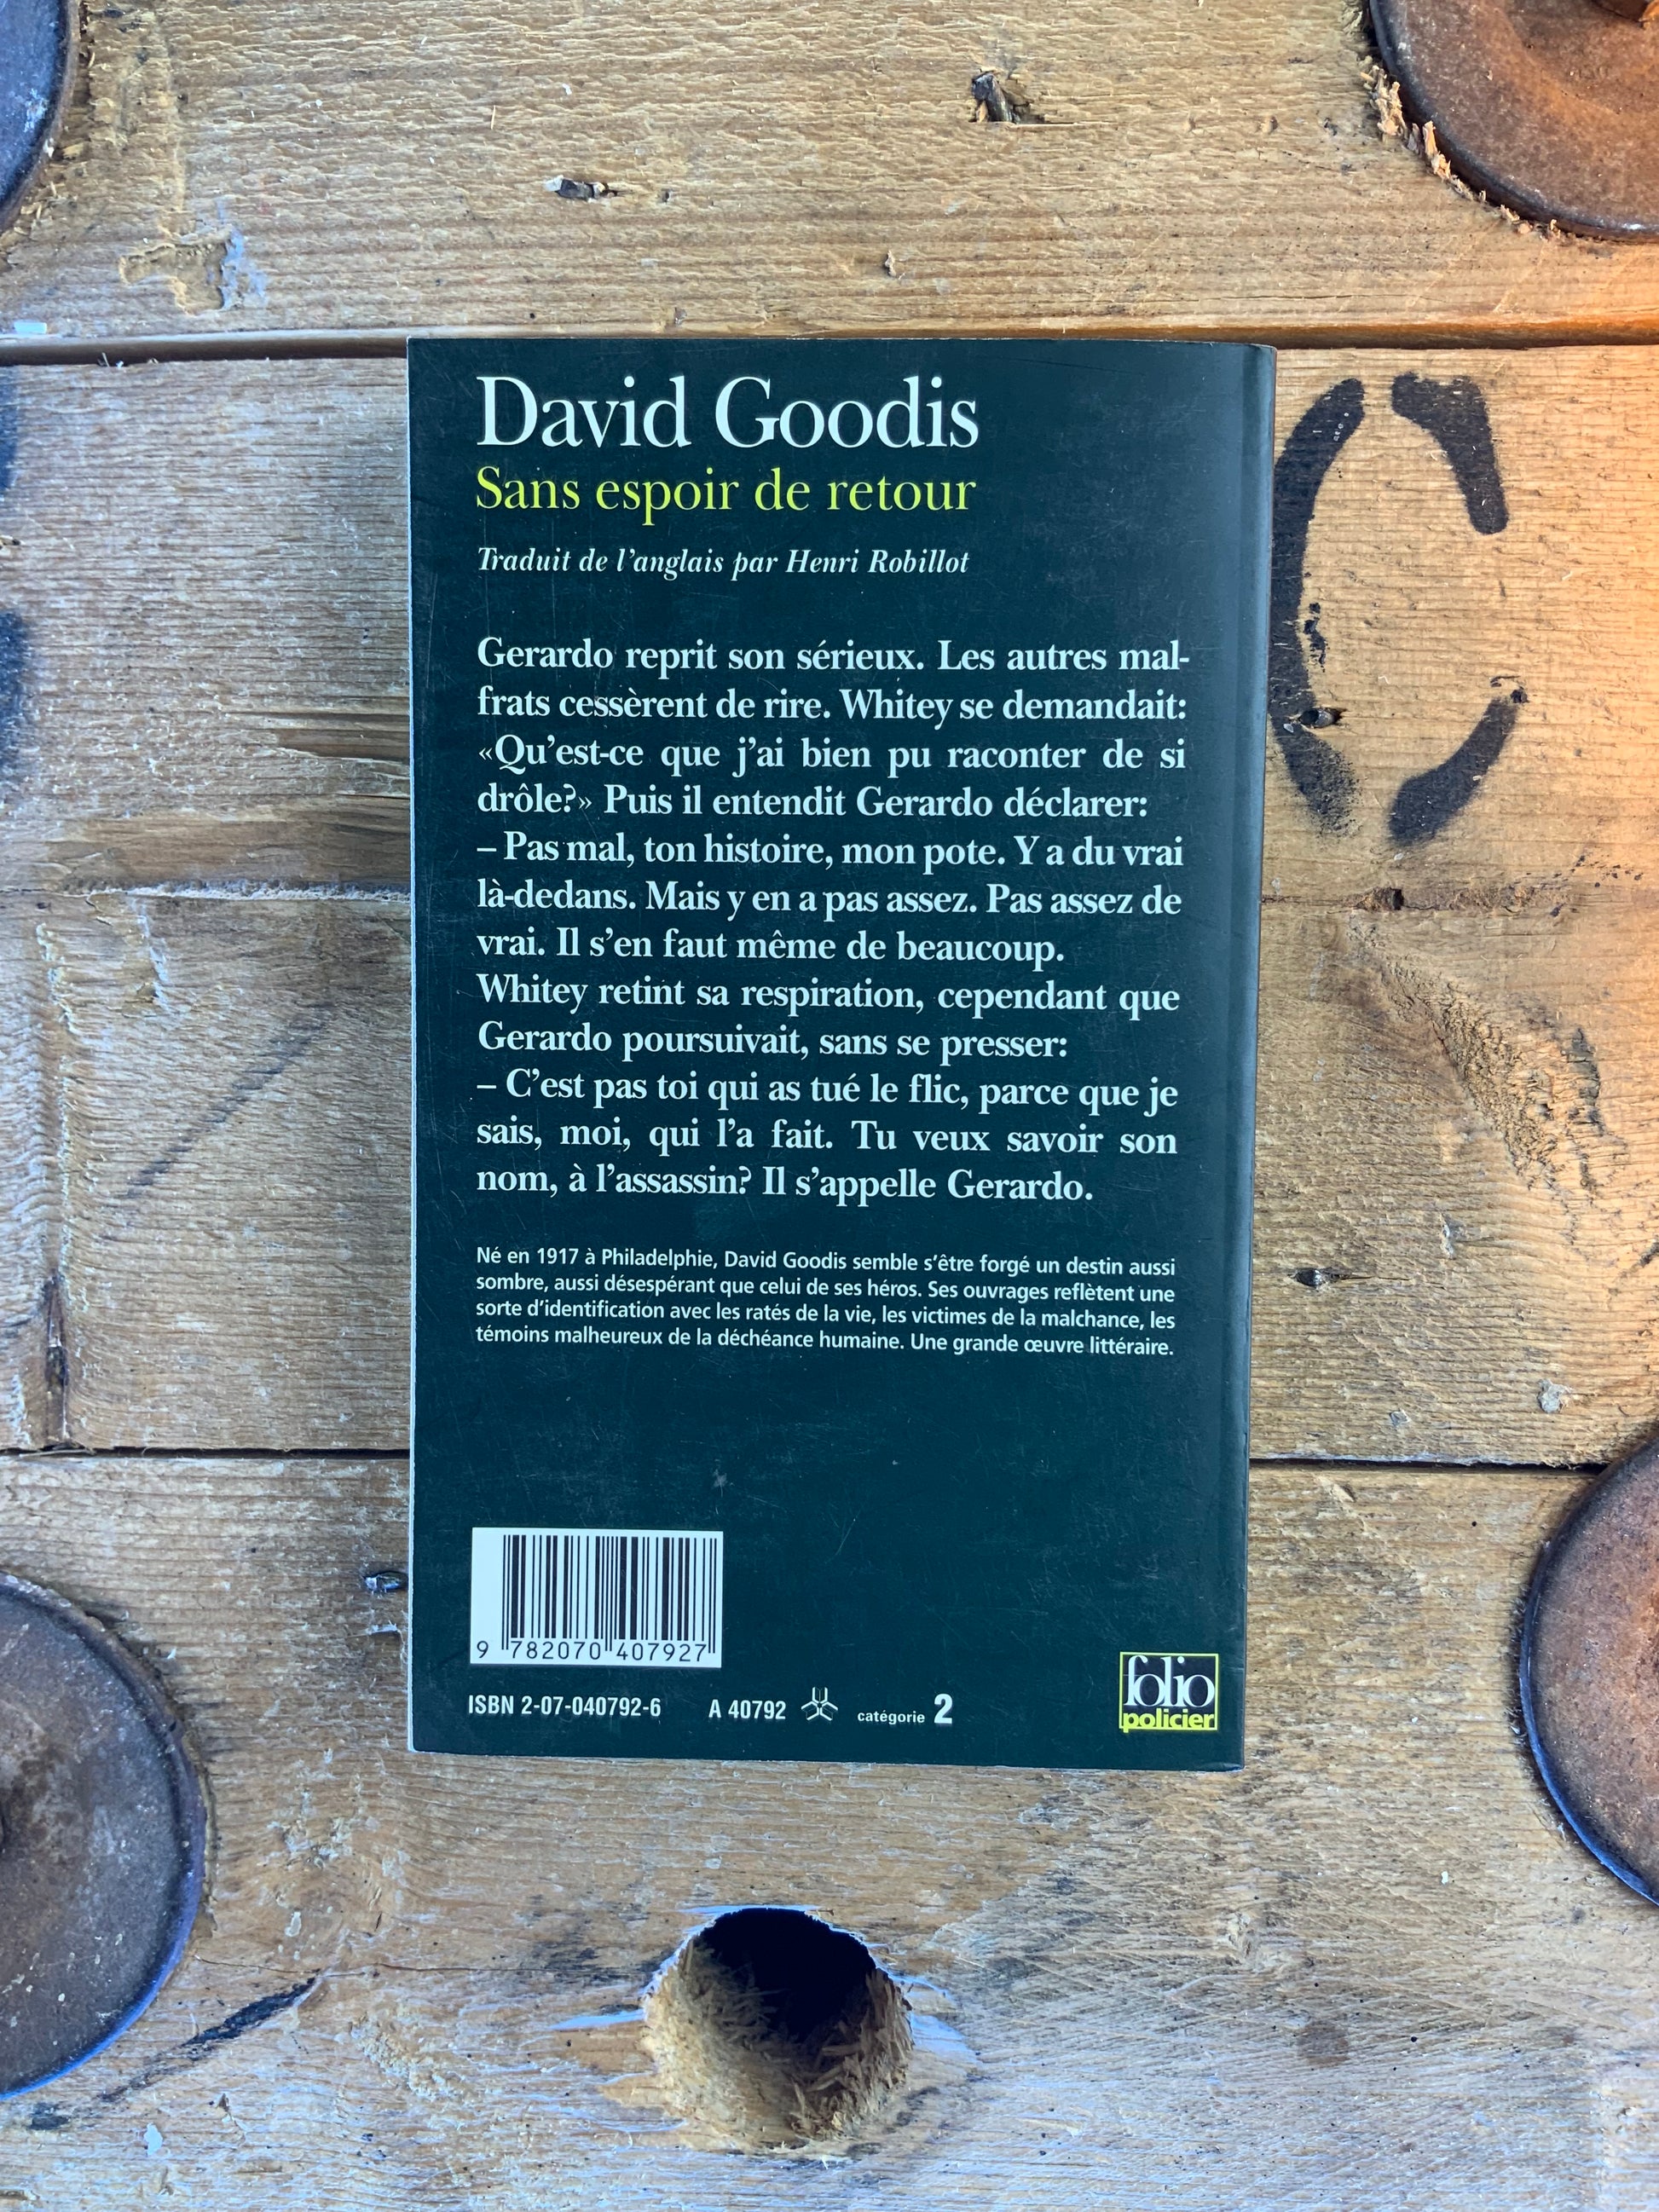 David Goodis
Sans espoir de retour
Traduit de l'anglais par Henri Robillot
Gerardo reprit son sérieux. Les autres mal-
frats cessèrent de rire. Whitey se demandait:
«Qu'est-ce que j'ai bien pu raconter de si
drôle?» Puis il entendit Gerardo déclarer:
– Pas mal, ton histoire, mon pote. Y a du vrai
là-dedans. Mais y en a pas assez. Pas assez de
vrai. Il s'en faut même de beaucoup.
Whitey retint sa respiration, cependant que
Gerardo poursuivait, sans se presser:
– C'est pas toi qui as tué le flic, parce que je
sais, moi, qui l'a fait. Tu veux savoir son
nom, à l'assassin? Il s'appelle Gerardo.
Né en 1917 à Philadelphie, David Goodis semble s'être forgé un destin aussi
sombre, aussi désespérant que celui de ses héros. Ses ouvrages reflètent une
sorte d'identification avec les ratés de la vie, les victimes de la malchance, les
témoins malheureux de la déchéance humaine. Une grande œuvre littéraire.
9 782070 407927
ISBN 2-07-040792-6 A 40792 catégorie 2
folio
policier